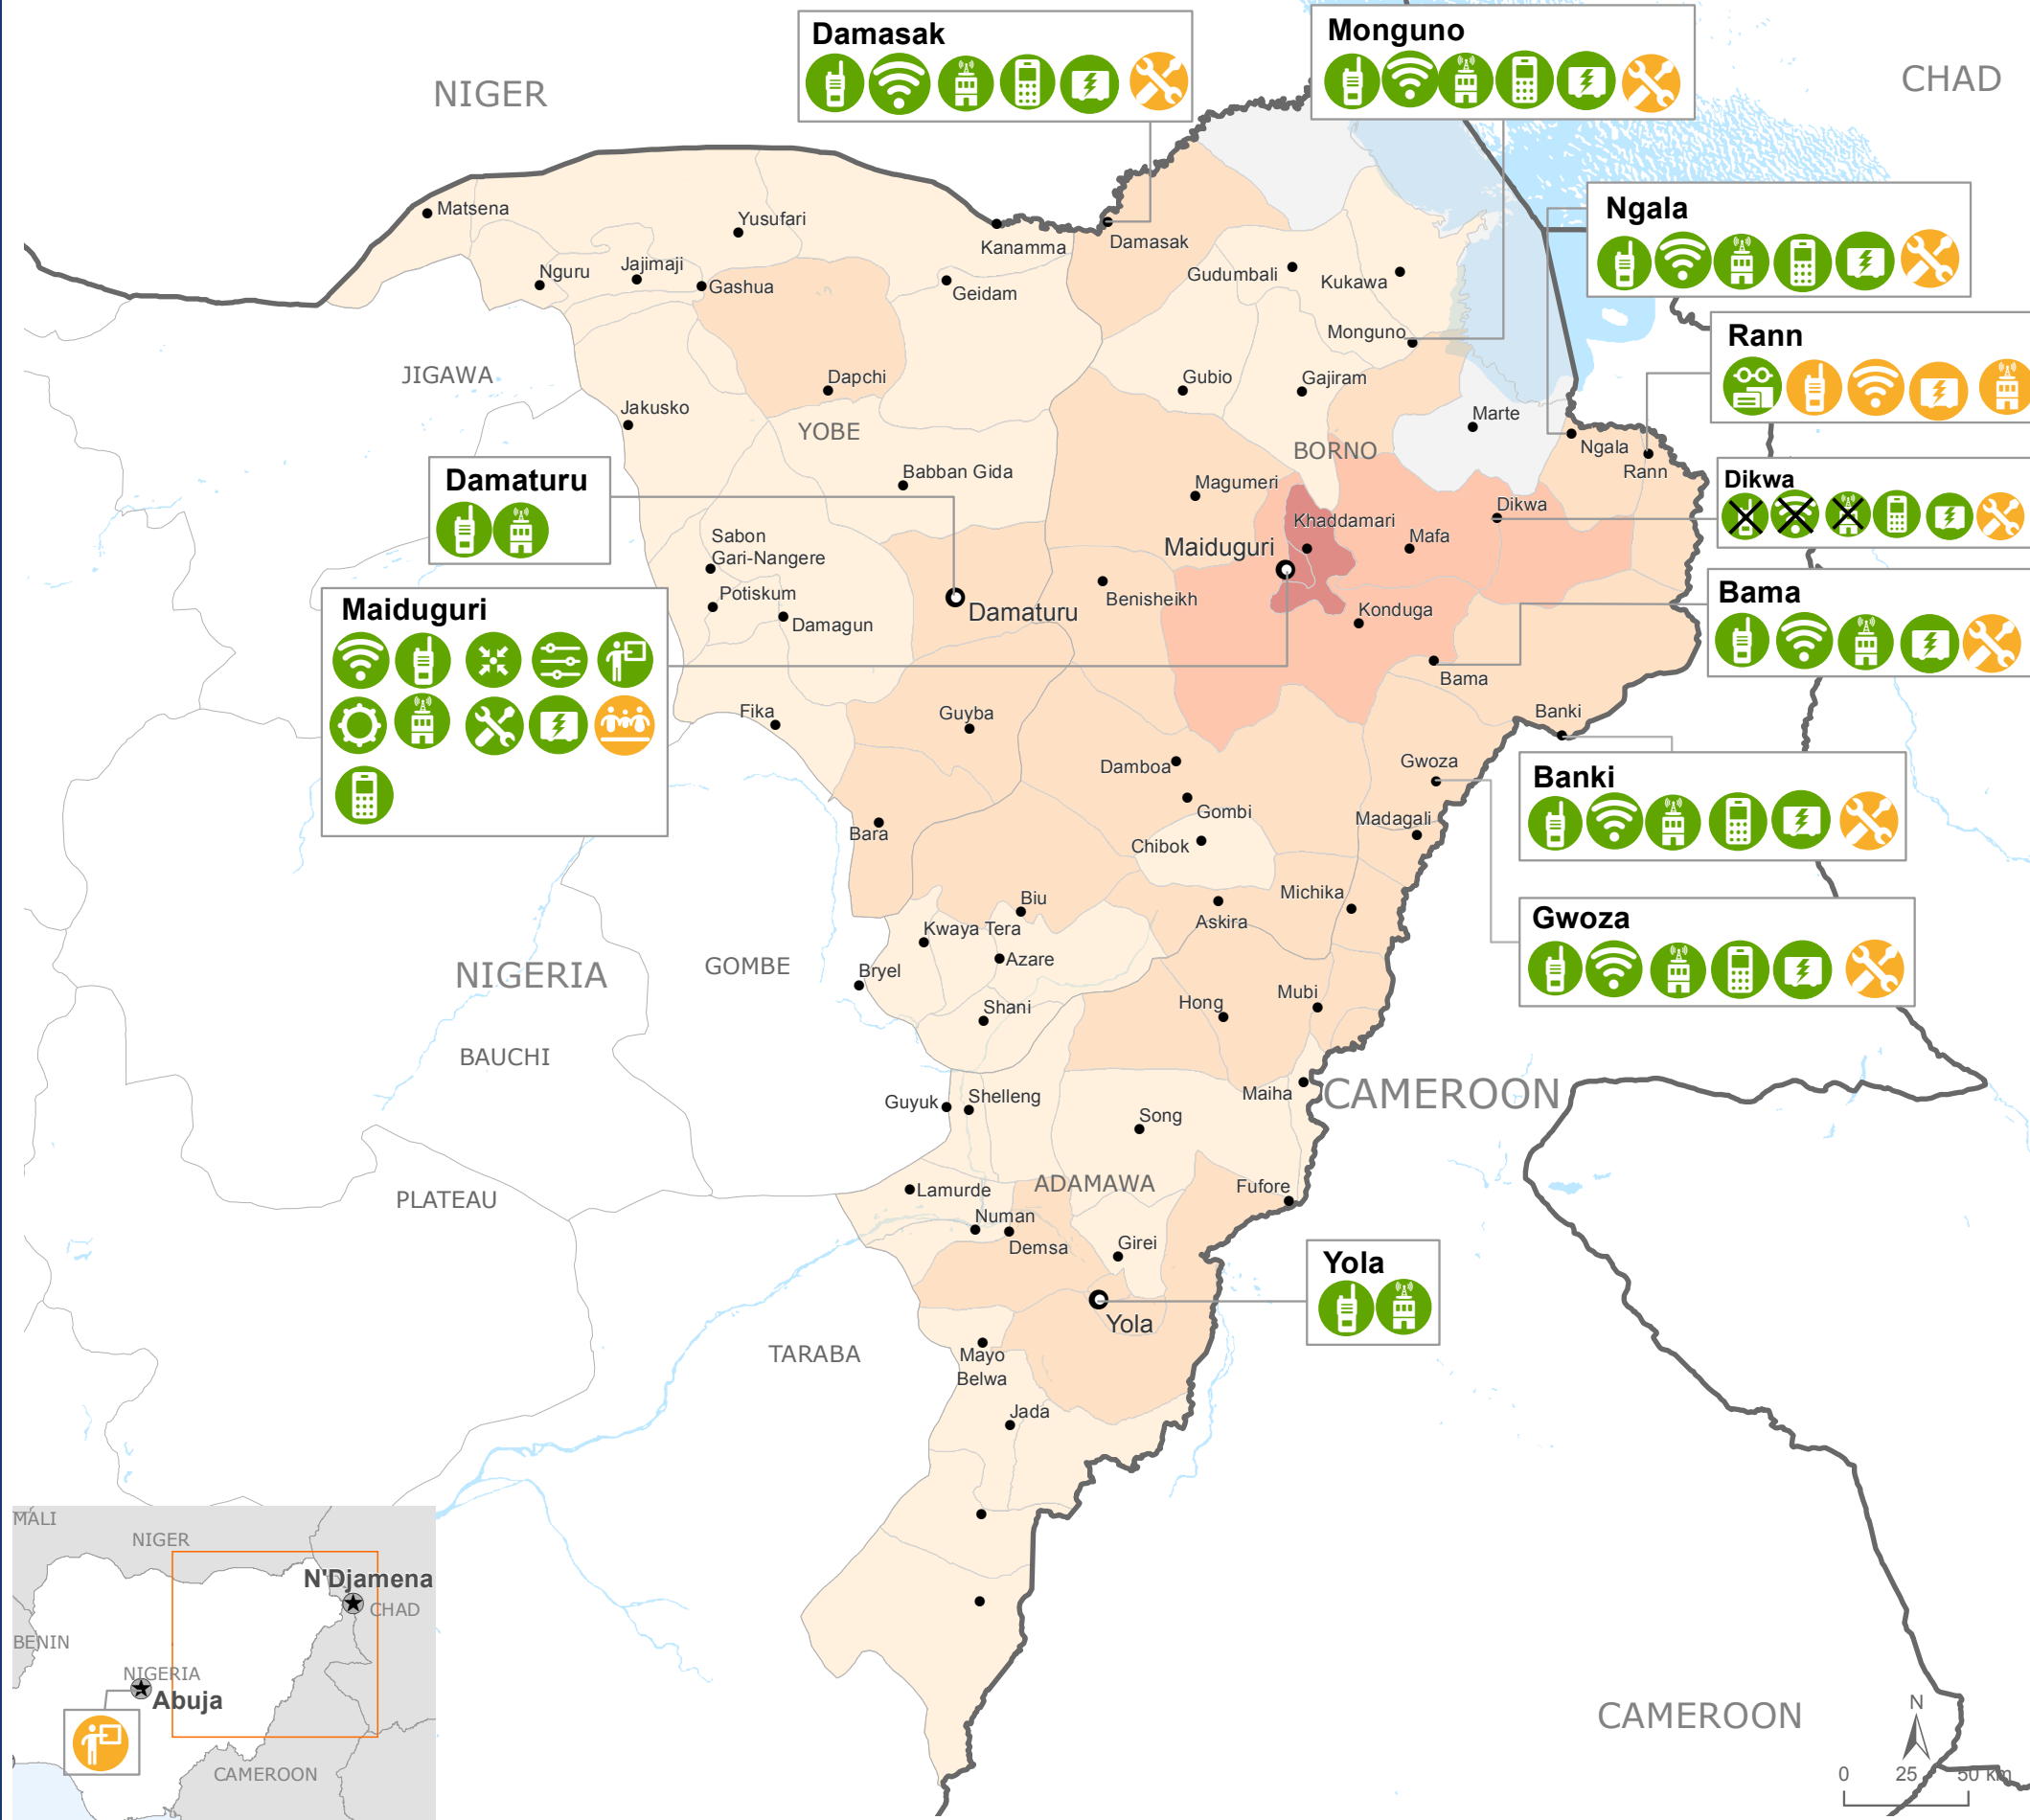 Damasak
Monguno
NIGER
CHAD
Ngala
Matsena
Yusufari
Kanamma
Damasak
Nguru
Jajimaji
Gashua
Geidam
Gudumbali
Kukawa
Monguno
Rann
JIGAWA
Dapchi
Gubio
Gajiram
Jakusko
YOBE
Marte
BORNO
Ngala
Rann
Damaturu
Babban Gida
Magumeri
Dikwa
Dikwa
Khaddamari
Mafa
Sabon
Gari-Nangere
Maiduguri
Potiskum
Damagun
Damaturu
Benisheikh
Konduga
Bama
Maiduguri
Bama
Fika
Guyba
Banki
Damboa
Gwoza
Banki
Gombi
Madagali
Bara
Chibok
Biu
Michika
Askira
Gwoza
Kwaya Tera
Azare
NIGERIA
GOMBE
Bryel
Shani
Hong
Mubi
BAUCHI
Maiha
CAMEROON
Guyuk
Shelleng
Song
PLATEAU
ADAMAWA
Fufore
Lamurde
Numan
Demsa
Girei
Yola
Yola
TARABA
Mayo
Belwa
Jada
MALI
NIGER
N'Djamena
CHAD
BENIN
NIGERIA
Abuja
CAMEROON
CAMEROON
N
0 25 50 km